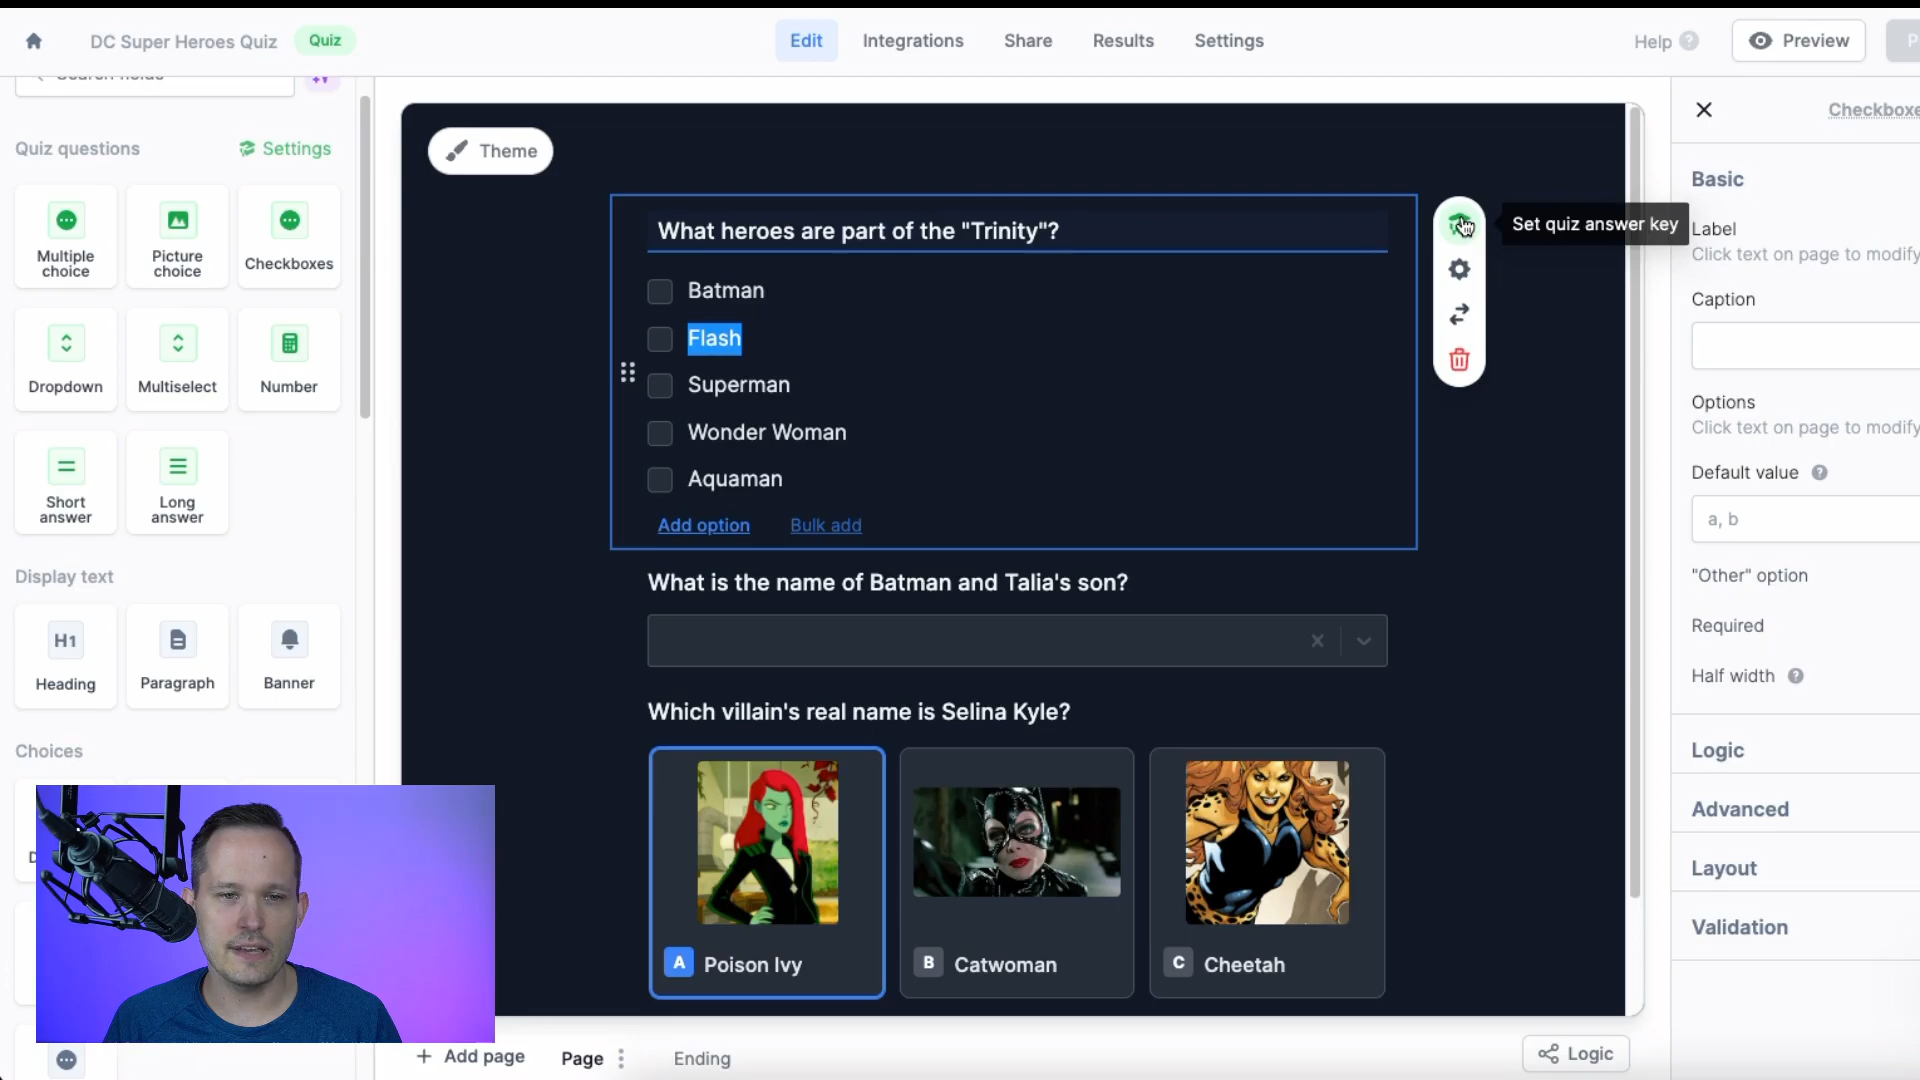 DC Super Heroes Quiz
Quiz
Edit
Integrations
Share
Results
Settings
Help
Preview
P
Search fields
Quiz questions
Settings
Multiple
choice
Picture
choice
Checkboxes
Dropdown
Multiselect
Number
Short
answer
Long
answer
Display text
H1
Heading
Paragraph
Banner
Choices
D
Theme
What heroes are part of the "Trinity"?
Batman
Flash
Superman
Wonder Woman
Aquaman
Add option
Bulk add
What is the name of Batman and Talia's son?
Which villain's real name is Selina Kyle?
A Poison Ivy
B Catwoman
C Cheetah
Add page
Page
Ending
Logic
Set quiz answer key
Checkboxe
Basic
Label
Click text on page to modify
Caption
Options
Click text on page to modify
Default value
a, b
"Other" option
Required
Half width
Logic
Advanced
Layout
Validation